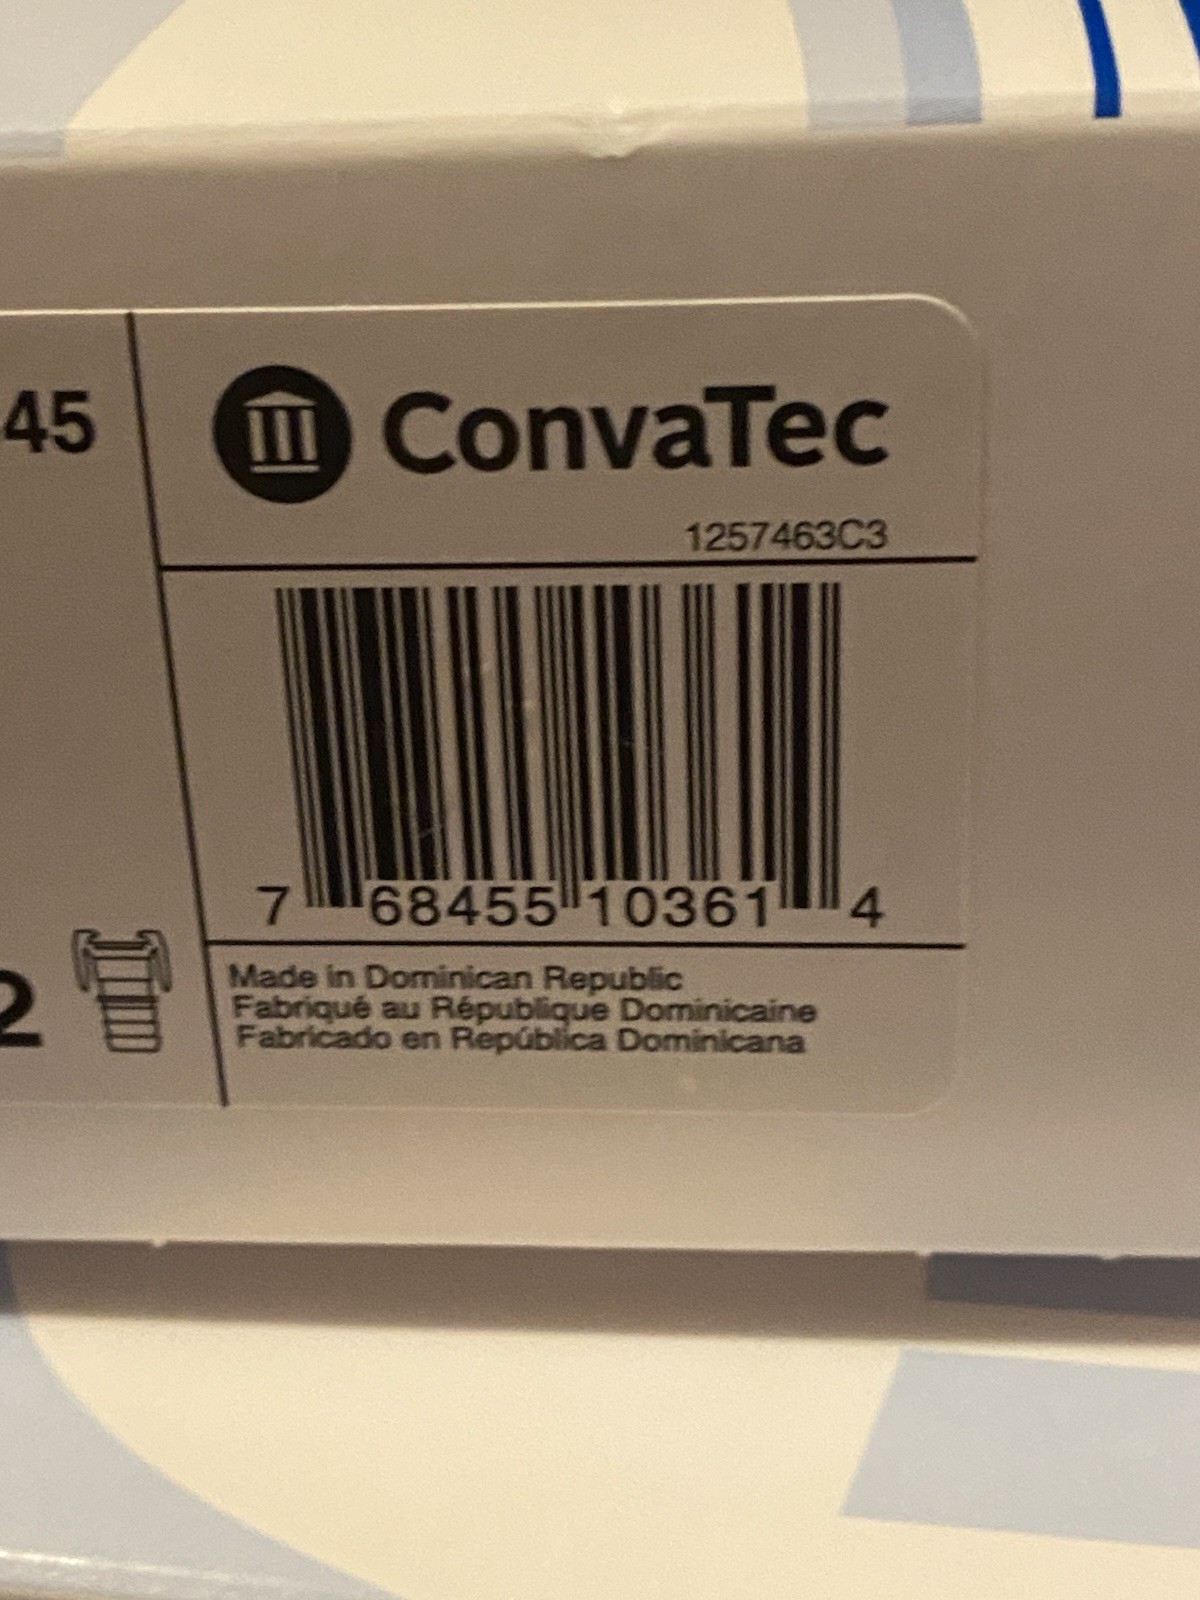 45
ConvaTec
1257463C3
7 68455 10361 4
2
Made in Dominican Republic
Fabriqué au République Dominicaine
Fabricado en República Dominicana